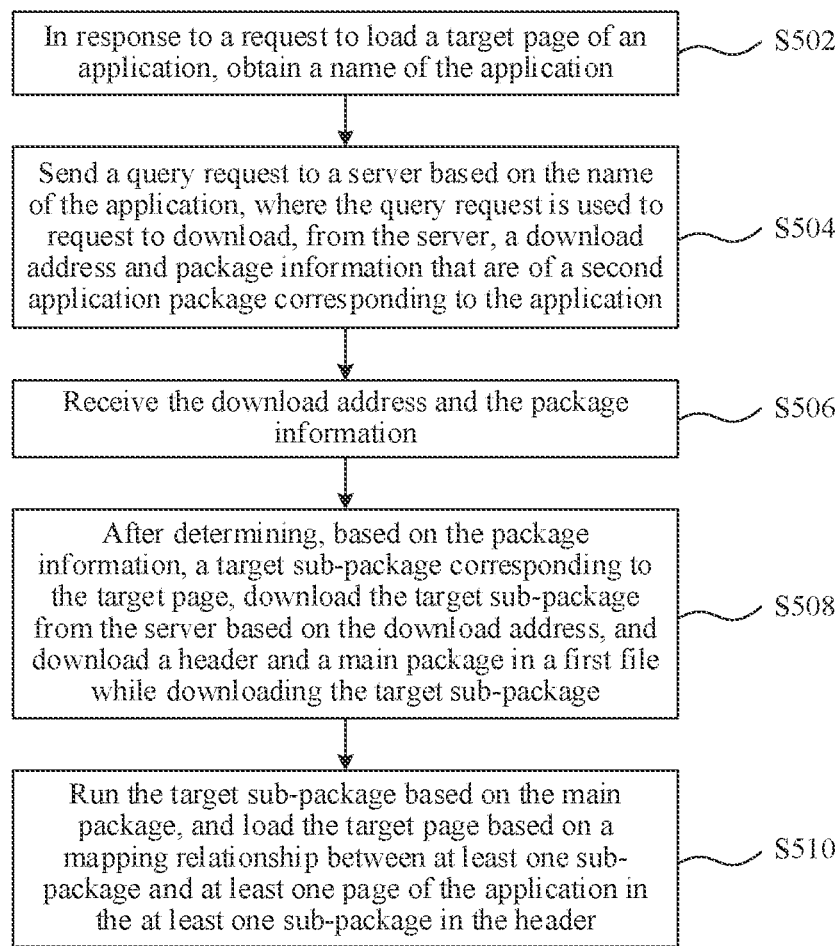 In response to a request to load a target page of an
application, obtain a name of the application
S502
Send a query request to a server based on the name
of the application, where the query request is used to
request to download, from the server, a download
address and package information that are of a second
application package corresponding to the application
S504
Receive the download address and the package
information
S506
After determining, based on the package
information, a target sub-package corresponding to
the target page, download the target sub-package
from the server based on the download address, and
download a header and a main package in a first file
while downloading the target sub-package
S508
Run the target sub-package based on the main
package, and load the target page based on a
mapping relationship between at least one sub-
package and at least one page of the application in
the at least one sub-package in the header
S510